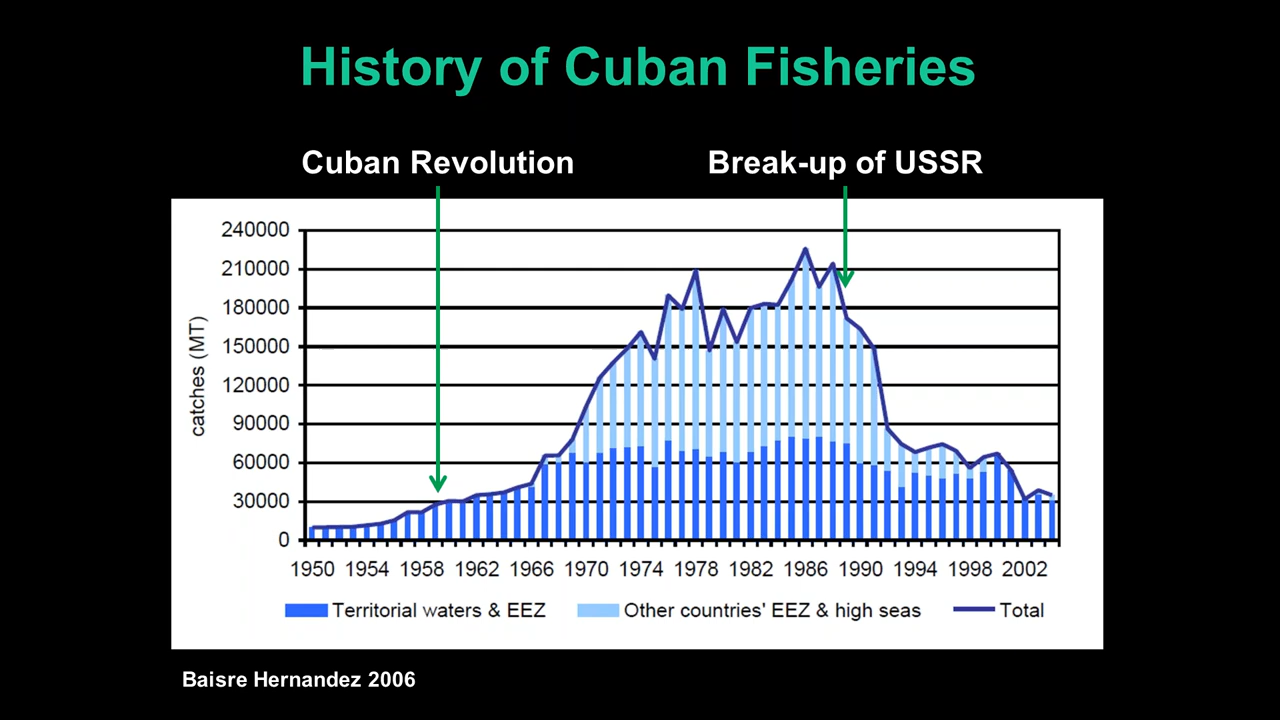 History of Cuban Fisheries
Cuban Revolution
Break-up of USSR
240000
210000
180000
150000
120000
90000
60000
30000
0
catches (MT)
1950 1954 1958 1962 1966 1970 1974 1978 1982 1986 1990 1994 1998 2002
Territorial waters & EEZ Other countries' EEZ & high seas Total
Baisre Hernandez 2006